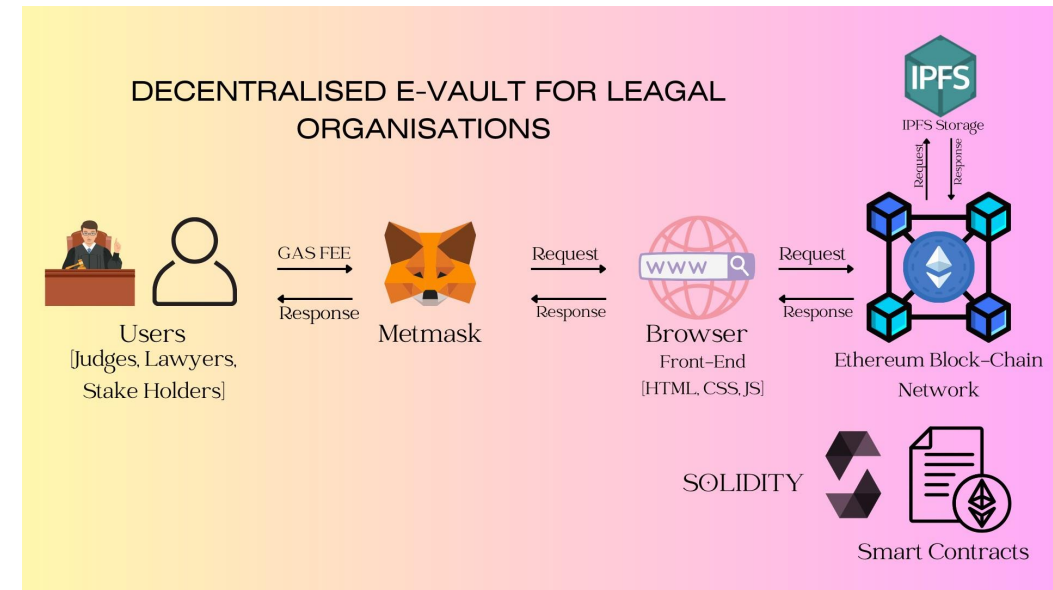 DECENTRALISED E-VAULT FOR LEAGAL
ORGANISATIONS
IPFS
IPFS Storage
Request
Response
GAS FEE
Response
Request
Response
www
Request
Response
Users
[Judges, Lawyers,
Stake Holders]
Metmask
Browser
Front-End
[HTML, CSS, JS]
Ethereum Block-Chain
Network
SOLIDITY
Smart Contracts